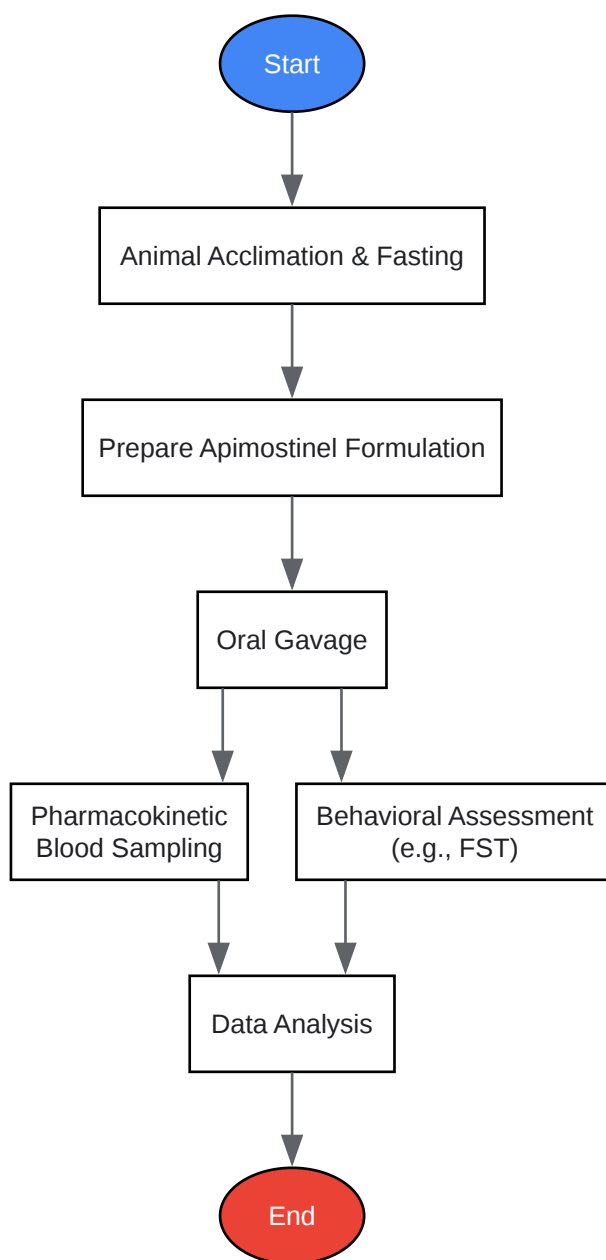 Start
Animal Acclimation & Fasting
Prepare Apimostinel Formulation
Oral Gavage
Pharmacokinetic
Blood Sampling
Behavioral Assessment
(e.g., FST)
Data Analysis
End